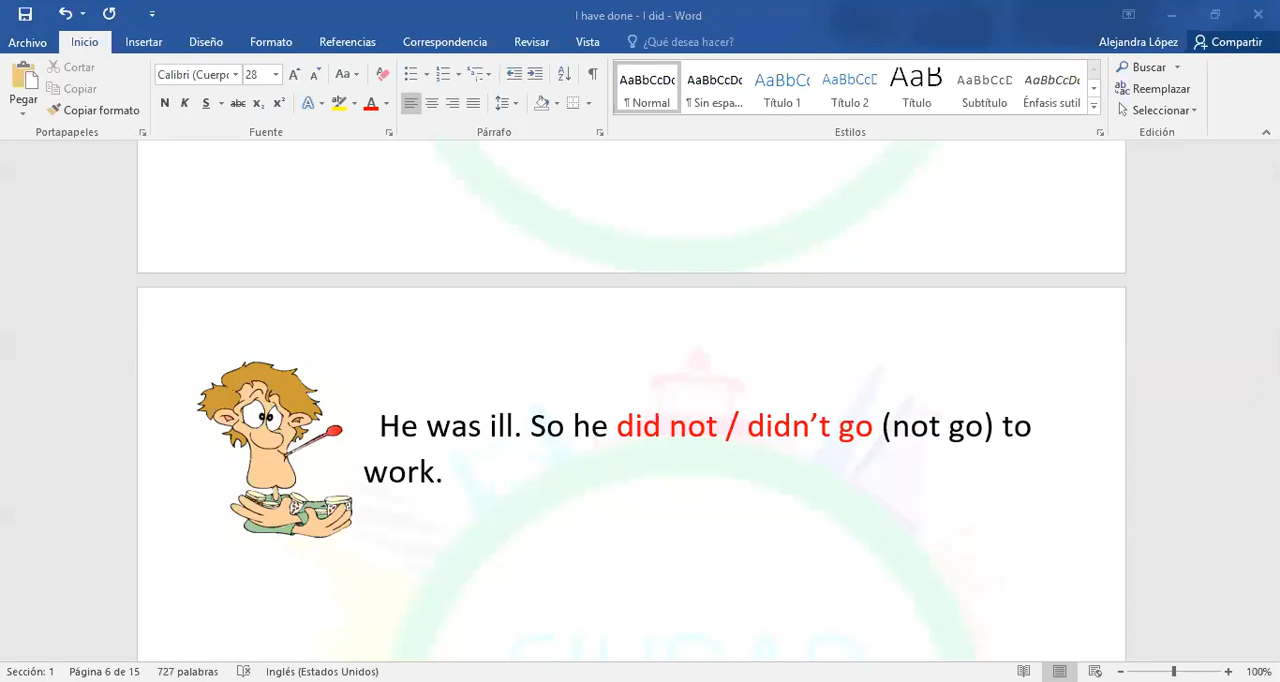 I have done - I did - Word
Archivo Inicio Insertar Diseño Formato Referencias Correspondencia Revisar Vista ¿Qué desea hacer? Alejandra López Compartir
Pegar
Cortar
Copiar
Copiar formato
Portapapeles
Calibri (Cuerpo 28 Aa
N K S abc x₂ x² A A
Fuente
Párrafo
AaBbCcDc AaBbCcDc AaBbCc AaBbCcD AaB AaBbCcD AaBbCcDc
¶ Normal ¶ Sin espa... Título 1 Título 2 Título Subtítulo Énfasis sutil
Estilos
Buscar
Reemplazar
Seleccionar
Edición
He was ill. So he did not / didn’t go (not go) to
work.
Sección: 1 Página 6 de 15 727 palabras Inglés (Estados Unidos) 100%